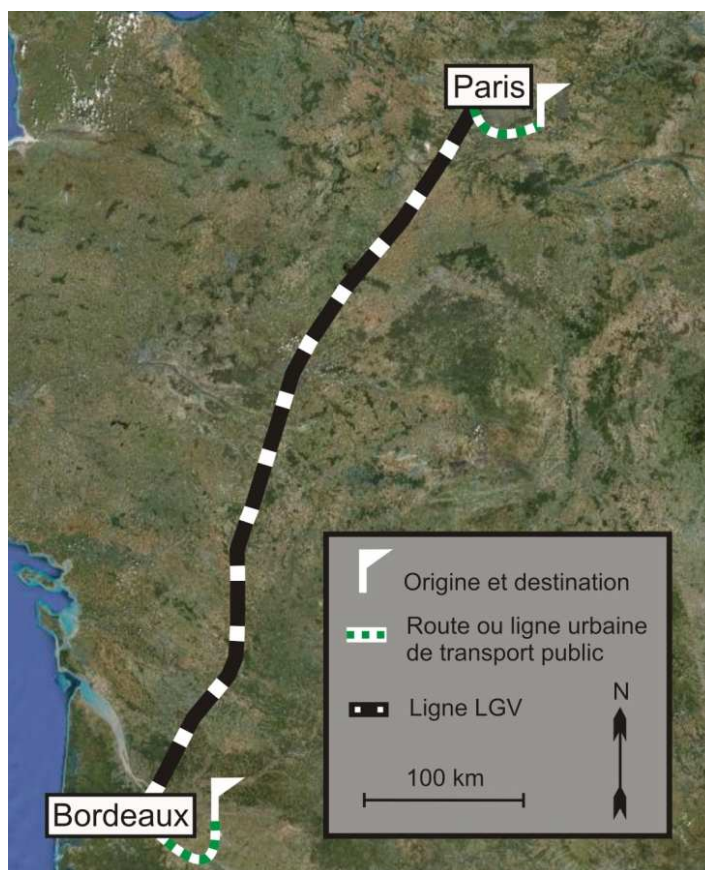 Paris
Origine et destination
Route ou ligne urbaine
de transport public
Ligne LGV
N
100 km
Bordeaux